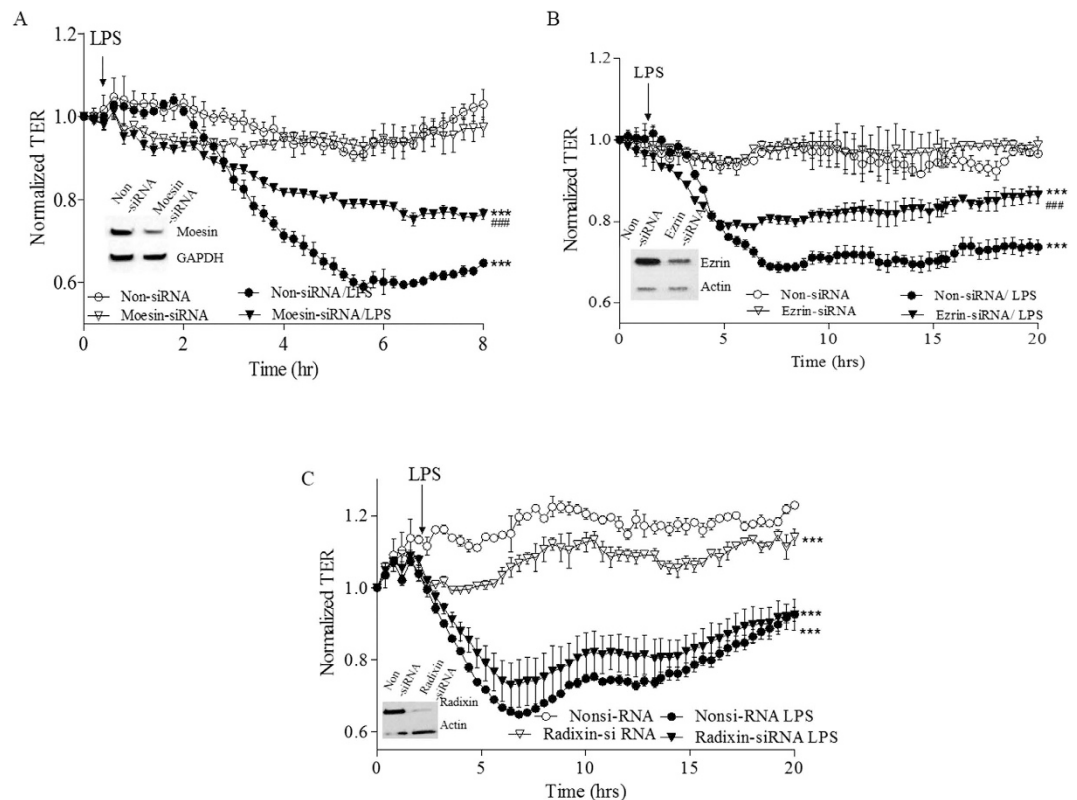 A
LPS
Normalized TER
1.2
1.0
0.8
0.6
Non
-siRNA
Moesin
-siRNA
Moesin
GAPDH
***
###
***
Non-siRNA
Non-siRNA/LPS
Moesin-siRNA
Moesin-siRNA/LPS
0
2
4
6
8
Time (hr)
B
LPS
Normalized TER
1.2
1.0
0.8
0.6
Non
-siRNA
Ezrin
-siRNA
Ezrin
Actin
***
###
***
Non-siRNA
Non-siRNA/ LPS
Ezrin-siRNA
Ezrin-siRNA/ LPS
0
5
10
15
20
Time (hrs)
C
LPS
Normalized TER
1.2
1.0
0.8
0.6
Non
-siRNA
Radixin
-siRNA
Radixin
Actin
***
***
***
Nonsi-RNA
Nonsi-RNA LPS
Radixin-si RNA
Radixin-siRNA LPS
0
5
10
15
20
Time (hrs)